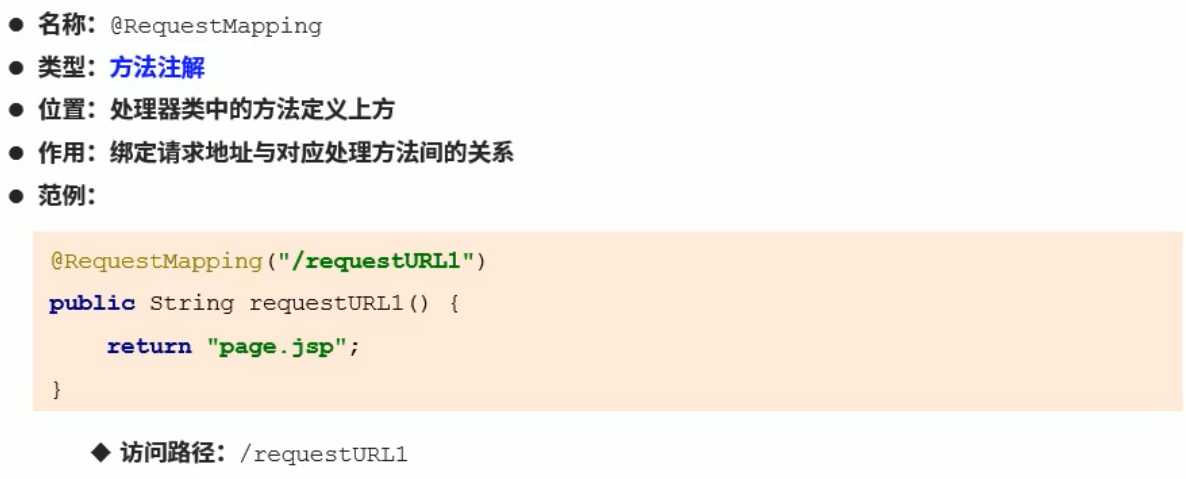 ● 名称：@RequestMapping
● 类型：方法注解
● 位置：处理器类中的方法定义上方
● 作用：绑定请求地址与对应处理方法间的关系
● 范例：
@RequestMapping("/requestURL1")
public String requestURL1() {
    return "page.jsp";
}
◆ 访问路径：/requestURL1